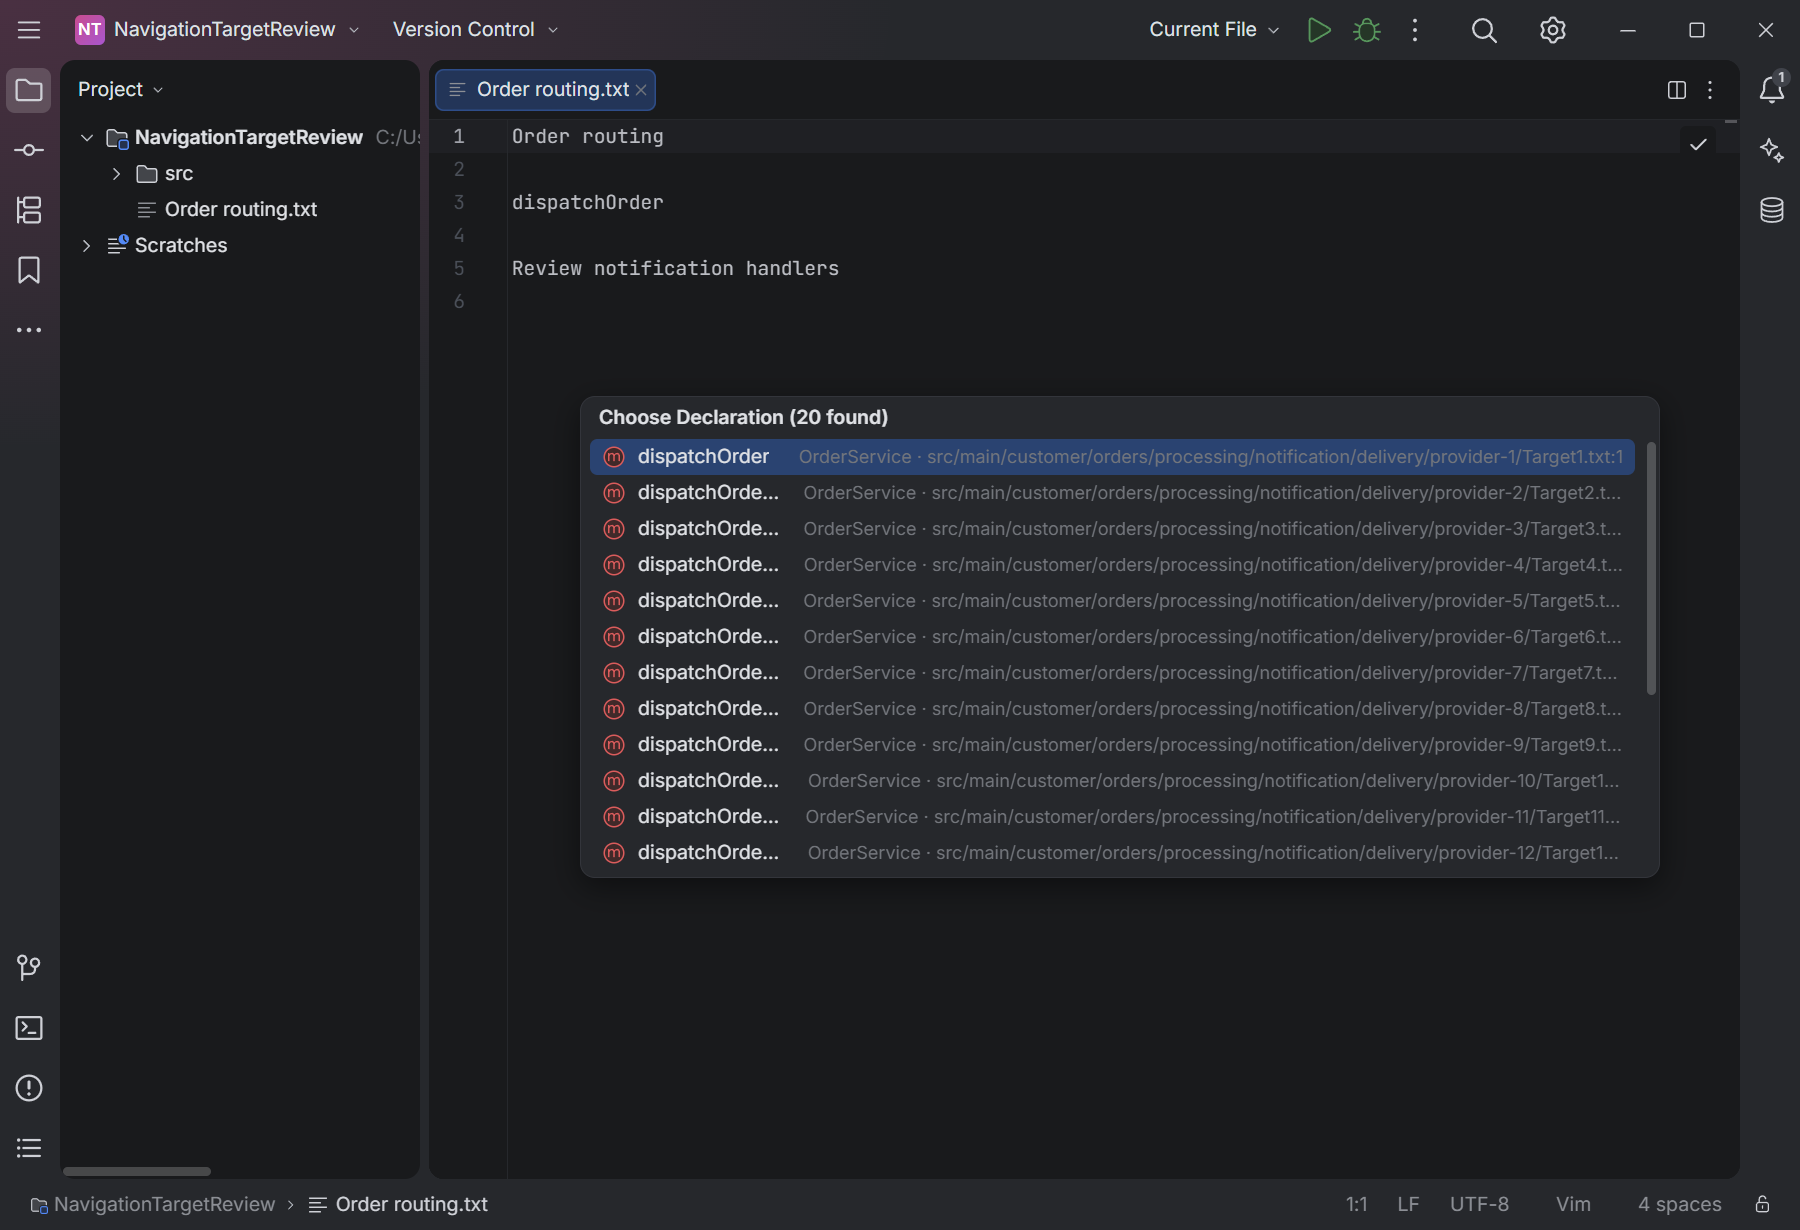 NT NavigationTargetReview Version Control Current File
Project
Order routing.txt
1
NavigationTargetReview C:/Us
src
Order routing.txt
Scratches
1 Order routing
2
3 dispatchOrder
4
5 Review notification handlers
6
Choose Declaration (20 found)
m dispatchOrder OrderService · src/main/customer/orders/processing/notification/delivery/provider-1/Target1.txt:1
m dispatchOrde... OrderService · src/main/customer/orders/processing/notification/delivery/provider-2/Target2.t...
m dispatchOrde... OrderService · src/main/customer/orders/processing/notification/delivery/provider-3/Target3.t...
m dispatchOrde... OrderService · src/main/customer/orders/processing/notification/delivery/provider-4/Target4.t...
m dispatchOrde... OrderService · src/main/customer/orders/processing/notification/delivery/provider-5/Target5.t...
m dispatchOrde... OrderService · src/main/customer/orders/processing/notification/delivery/provider-6/Target6.t...
m dispatchOrde... OrderService · src/main/customer/orders/processing/notification/delivery/provider-7/Target7.t...
m dispatchOrde... OrderService · src/main/customer/orders/processing/notification/delivery/provider-8/Target8.t...
m dispatchOrde... OrderService · src/main/customer/orders/processing/notification/delivery/provider-9/Target9.t...
m dispatchOrde... OrderService · src/main/customer/orders/processing/notification/delivery/provider-10/Target1...
m dispatchOrde... OrderService · src/main/customer/orders/processing/notification/delivery/provider-11/Target11...
m dispatchOrde... OrderService · src/main/customer/orders/processing/notification/delivery/provider-12/Target1...
NavigationTargetReview › Order routing.txt 1:1 LF UTF-8 Vim 4 spaces